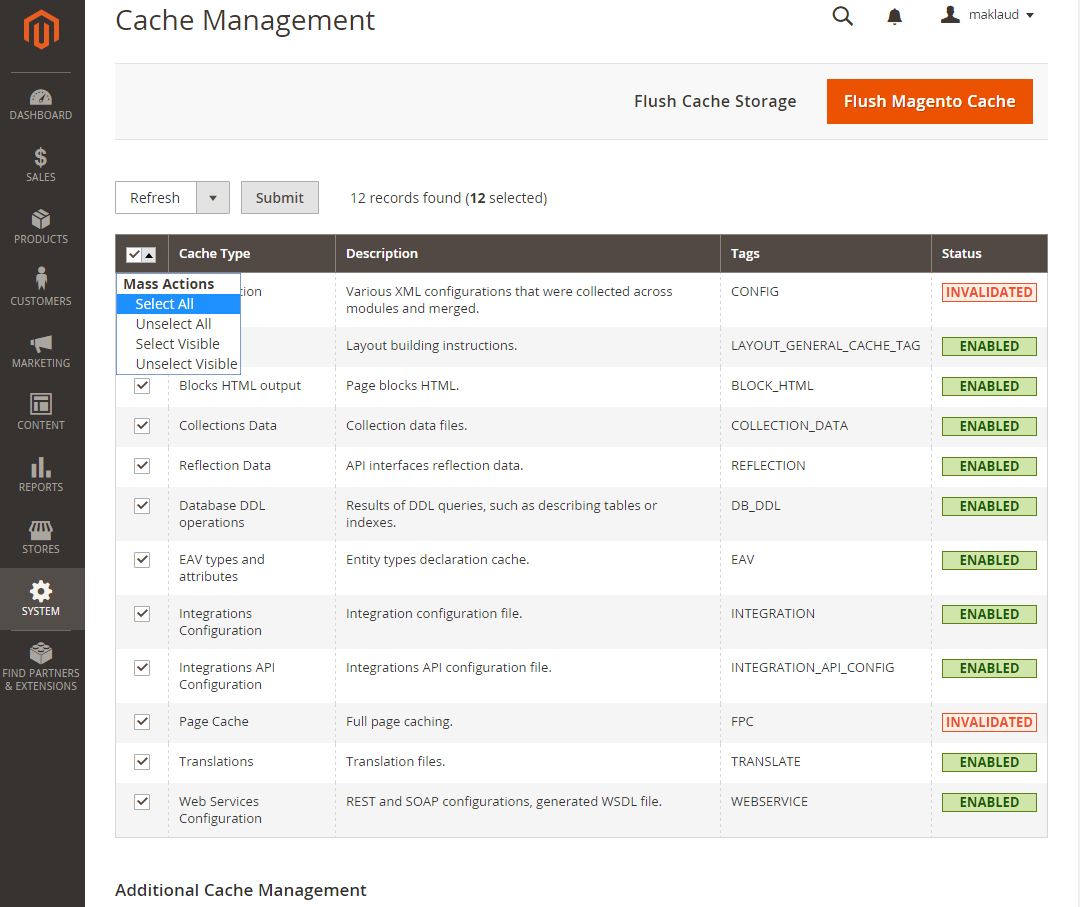 Cache Management
maklaud
DASHBOARD
SALES
PRODUCTS
CUSTOMERS
MARKETING
CONTENT
REPORTS
STORES
SYSTEM
FIND PARTNERS
& EXTENSIONS
Flush Cache Storage
Flush Magento Cache
Refresh
Submit
12 records found (12 selected)
Cache Type Description Tags Status
Mass Actions
Select All
Unselect All
Select Visible
Unselect Visible
ion Various XML configurations that were collected across CONFIG INVALIDATED
modules and merged.
Layout building instructions. LAYOUT_GENERAL_CACHE_TAG ENABLED
Blocks HTML output Page blocks HTML. BLOCK_HTML ENABLED
Collections Data Collection data files. COLLECTION_DATA ENABLED
Reflection Data API interfaces reflection data. REFLECTION ENABLED
Database DDL Results of DDL queries, such as describing tables or DB_DDL ENABLED
operations indexes.
EAV types and Entity types declaration cache. EAV ENABLED
attributes
Integrations Integration configuration file. INTEGRATION ENABLED
Configuration
Integrations API Integrations API configuration file. INTEGRATION_API_CONFIG ENABLED
Configuration
Page Cache Full page caching. FPC INVALIDATED
Translations Translation files. TRANSLATE ENABLED
Web Services REST and SOAP configurations, generated WSDL file. WEBSERVICE ENABLED
Configuration
Additional Cache Management